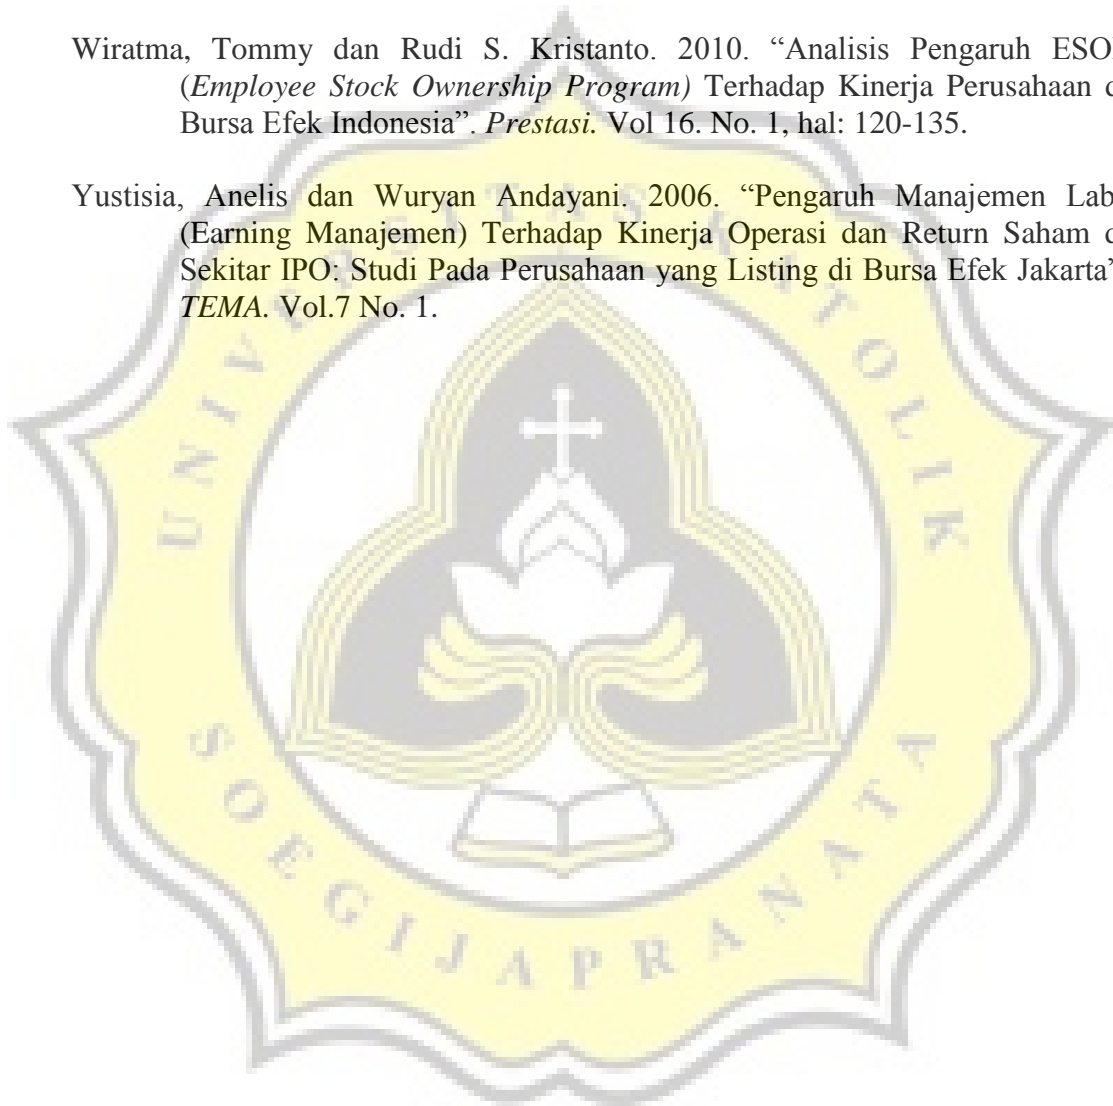 Wiratma, Tommy dan Rudi S. Kristanto. 2010. “Analisis Pengaruh ESO
(Employee Stock Ownership Program) Terhadap Kinerja Perusahaan d
Bursa Efek Indonesia”. Prestasi. Vol 16. No. 1, hal: 120-135.
Yustisia, Anelis dan Wuryan Andayani. 2006. “Pengaruh Manajemen Lab
(Earning Manajemen) Terhadap Kinerja Operasi dan Return Saham d
Sekitar IPO: Studi Pada Perusahaan yang Listing di Bursa Efek Jakarta”
TEMA. Vol.7 No. 1.
UNIVERSITAS KATOLIK
SOEGIJAPRANATA